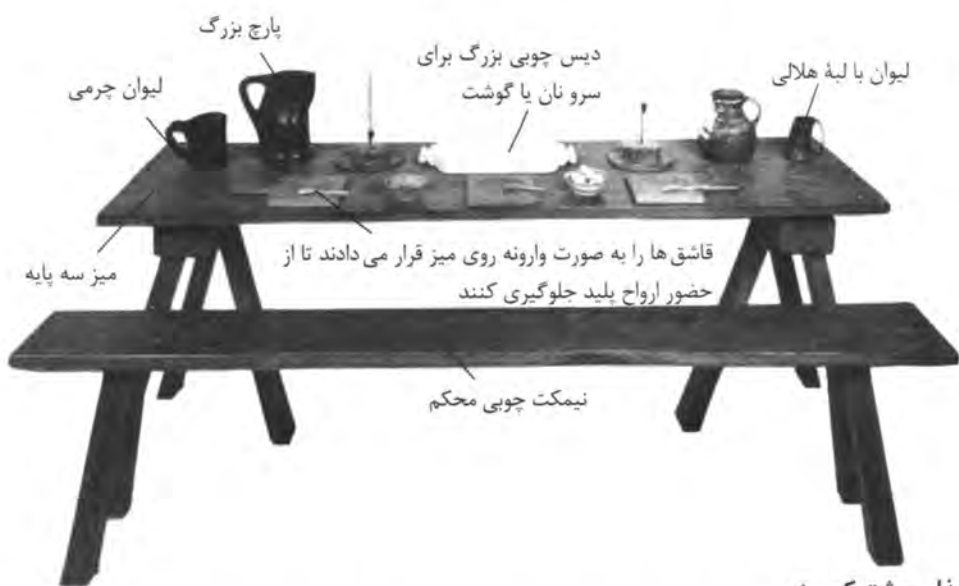 پارچ بزرگ
دیس چوبی بزرگ برای
سرو نان یا گوشت
لیوان با لبهٔ هلالی
لیوان چرمی
میز سه پایه
قاشق ها را به صورت وارونه روی میز قرار می دادند تا از
حضور ارواح پلید جلوگیری کنند
نیمکت چوبی محکم